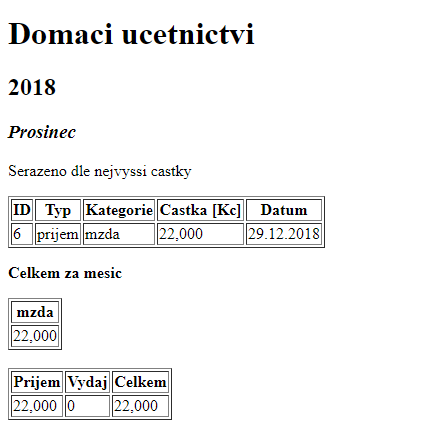 Domaci ucetnictvi
2018
Prosinec
Serazeno dle nejvyssi castky
ID Typ Kategorie Castka [Kc] Datum
6 prijem mzda 22,000 29.12.2018
Celkem za mesic
mzda
22,000
Prijem Vydaj Celkem
22,000 0 22,000